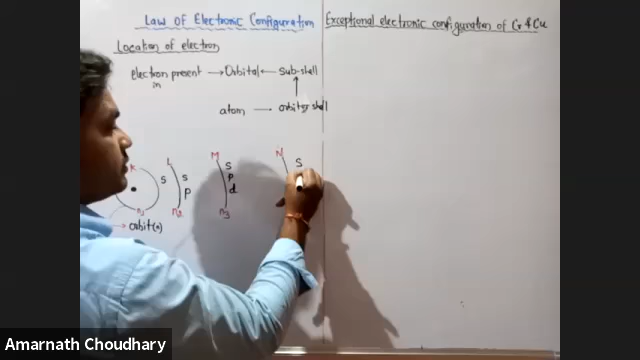 Law of Electronic Configuration
Exceptional electronic configuration of Cr & Cu
Location of electron
electron present → Orbital ← Sub-shell
in
atom → orbit or shell
K L M N
s s s s
p p
d
n₁ n₂ n₃
→ orbit(n)
Amarnath Choudhary